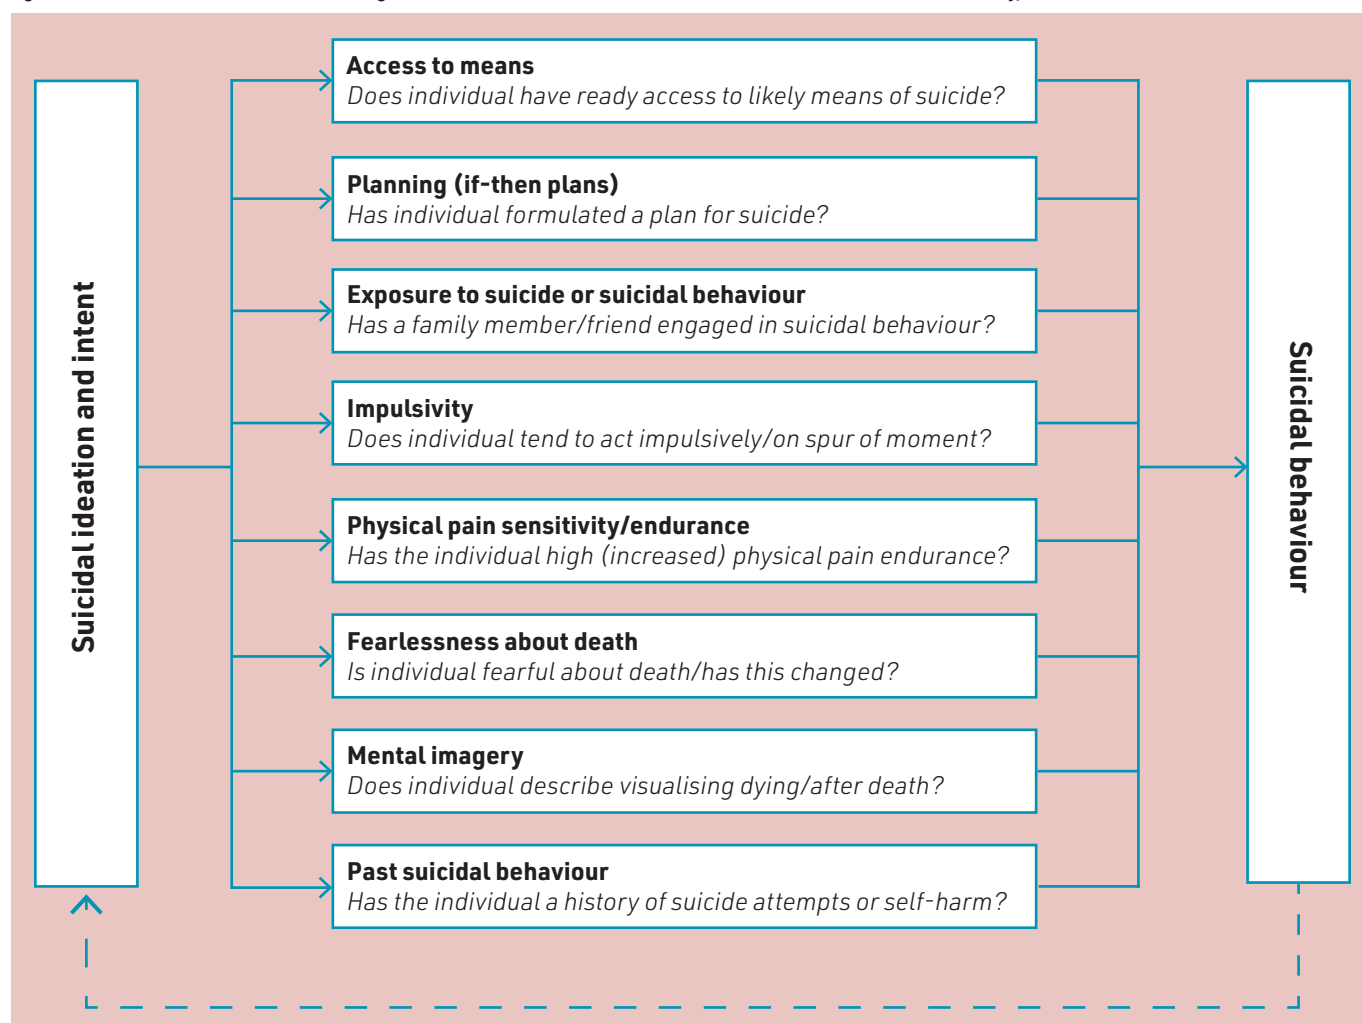 Suicidal ideation and intent
Access to means
Does individual have ready access to likely means of suicide?
Planning (if-then plans)
Has individual formulated a plan for suicide?
Exposure to suicide or suicidal behaviour
Has a family member/friend engaged in suicidal behaviour?
Impulsivity
Does individual tend to act impulsively/on spur of moment?
Physical pain sensitivity/endurance
Has the individual high (increased) physical pain endurance?
Fearlessness about death
Is individual fearful about death/has this changed?
Mental imagery
Does individual describe visualising dying/after death?
Past suicidal behaviour
Has the individual a history of suicide attempts or self-harm?
Suicidal behaviour